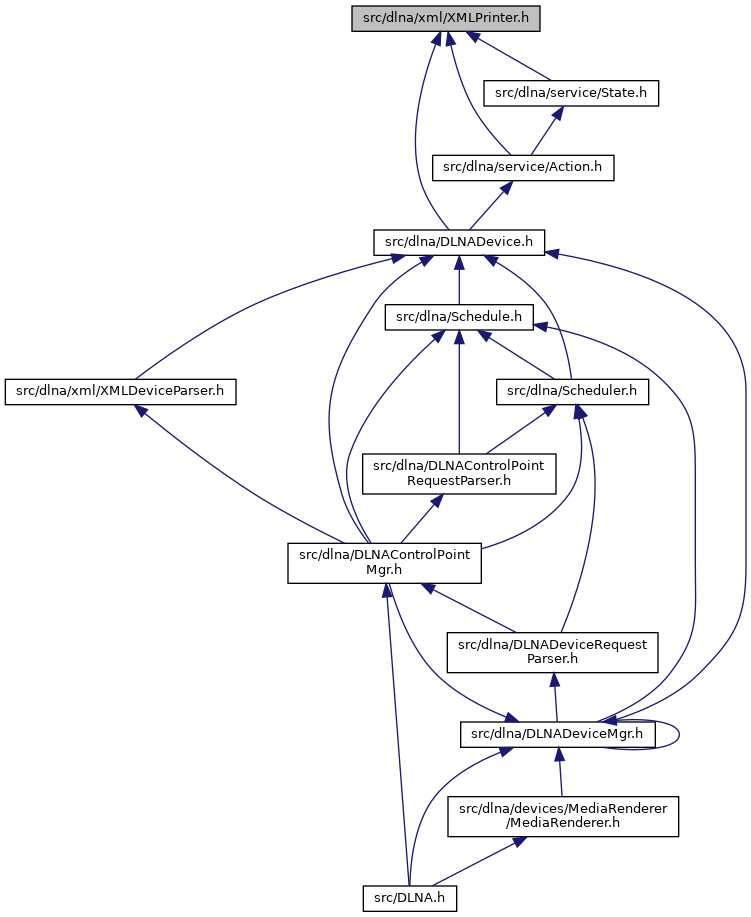 src/dlna/xml/XMLPrinter.h
src/dlna/service/State.h
src/dlna/service/Action.h
src/dlna/DLNADevice.h
src/dlna/Schedule.h
src/dlna/xml/XMLDeviceParser.h
src/dlna/Scheduler.h
src/dlna/DLNAControlPoint
RequestParser.h
src/dlna/DLNAControlPoint
Mgr.h
src/dlna/DLNADeviceRequest
Parser.h
src/dlna/DLNADeviceMgr.h
src/dlna/devices/MediaRenderer
/MediaRenderer.h
src/DLNA.h